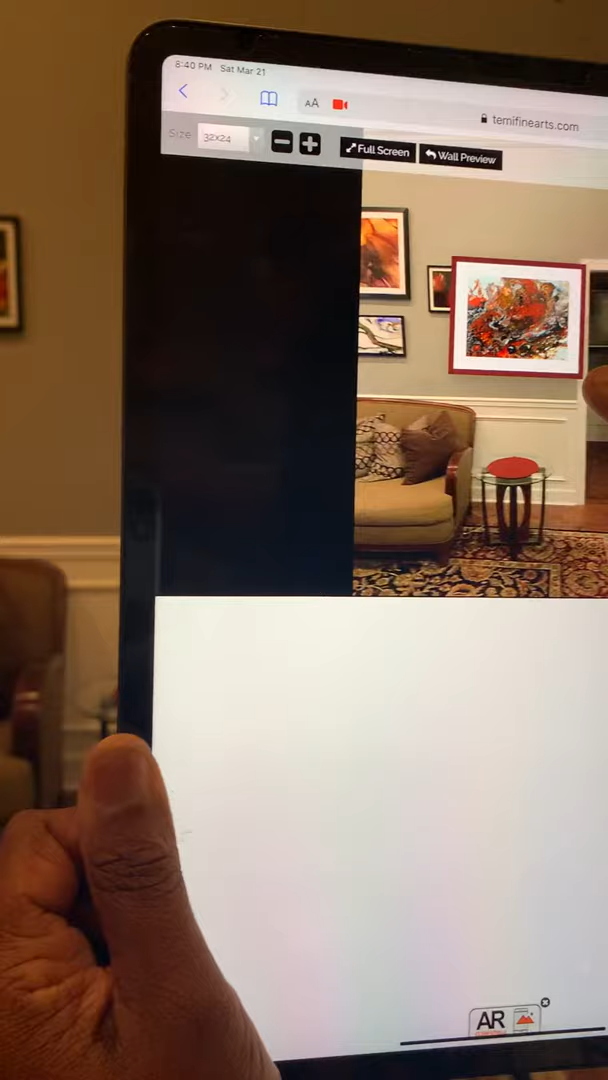 8:40 PM Sat Mar 21
AA
temifinearts.com
Size 32x24
Full Screen
Wall Preview
AR